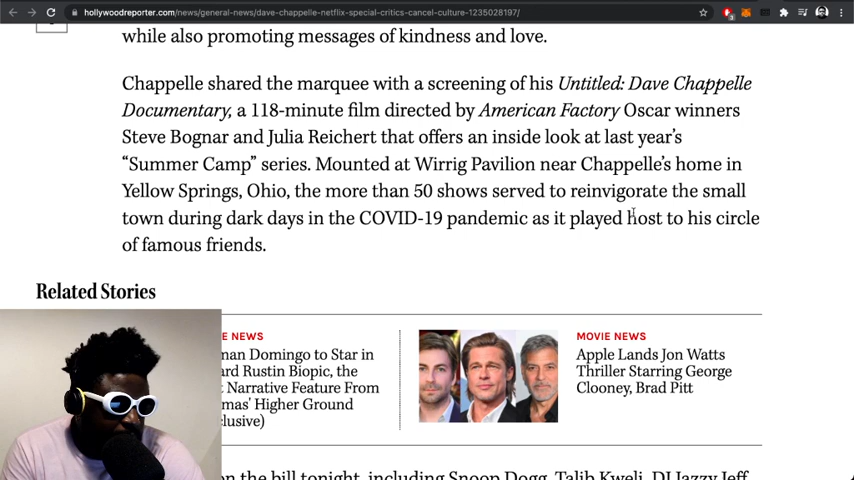 hollywoodreporter.com/news/general-news/dave-chappelle-netflix-special-critics-cancel-culture-1235028197/
while also promoting messages of kindness and love.
Chappelle shared the marquee with a screening of his Untitled: Dave Chappelle
Documentary, a 118-minute film directed by American Factory Oscar winners
Steve Bognar and Julia Reichert that offers an inside look at last year’s
“Summer Camp” series. Mounted at Wirrig Pavilion near Chappelle’s home in
Yellow Springs, Ohio, the more than 50 shows served to reinvigorate the small
town during dark days in the COVID-19 pandemic as it played host to his circle
of famous friends.
Related Stories
E NEWS
man Domingo to Star in
ard Rustin Biopic, the
t Narrative Feature From
mas' Higher Ground
clusive)
MOVIE NEWS
Apple Lands Jon Watts
Thriller Starring George
Clooney, Brad Pitt
on the bill tonight, including Snoop Dogg, Talib Kweli, DJ Jazzy Jeff,